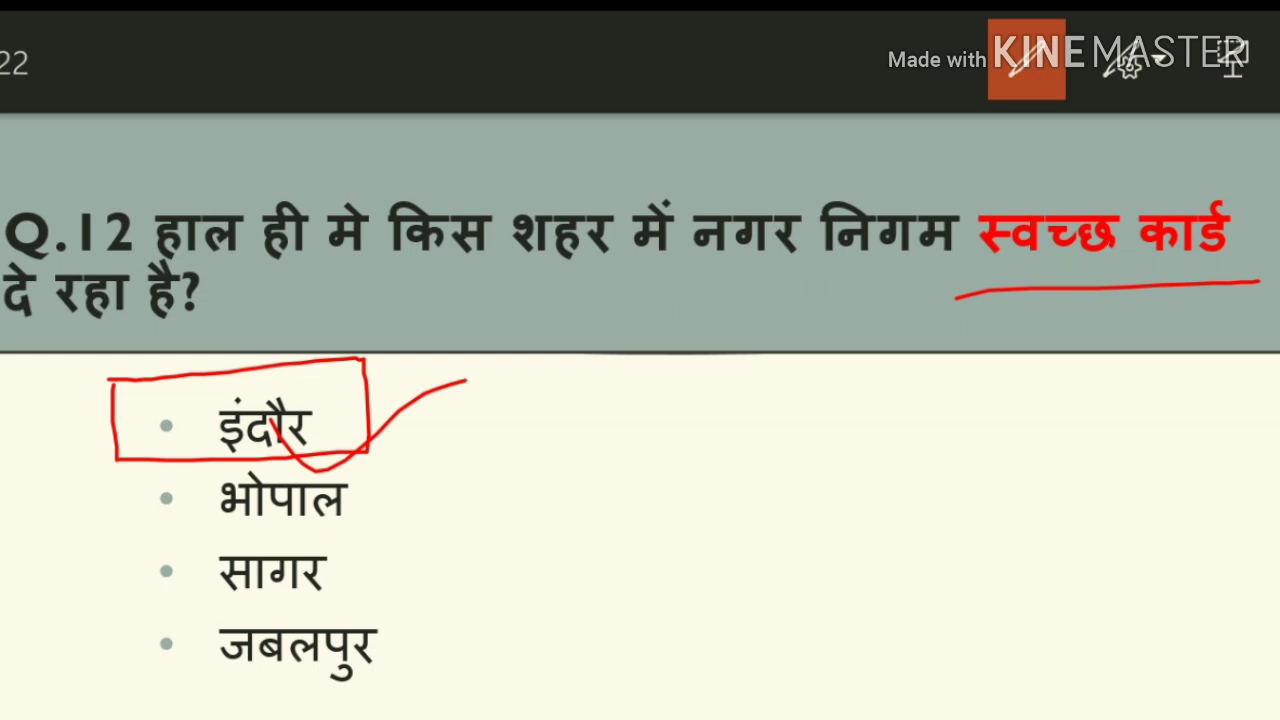 22
Made with KINEMASTER
Q.12 हाल ही मे किस शहर में नगर निगम स्वच्छ कार्ड
दे रहा है?
• इंदौर
• भोपाल
• सागर
• जबलपुर